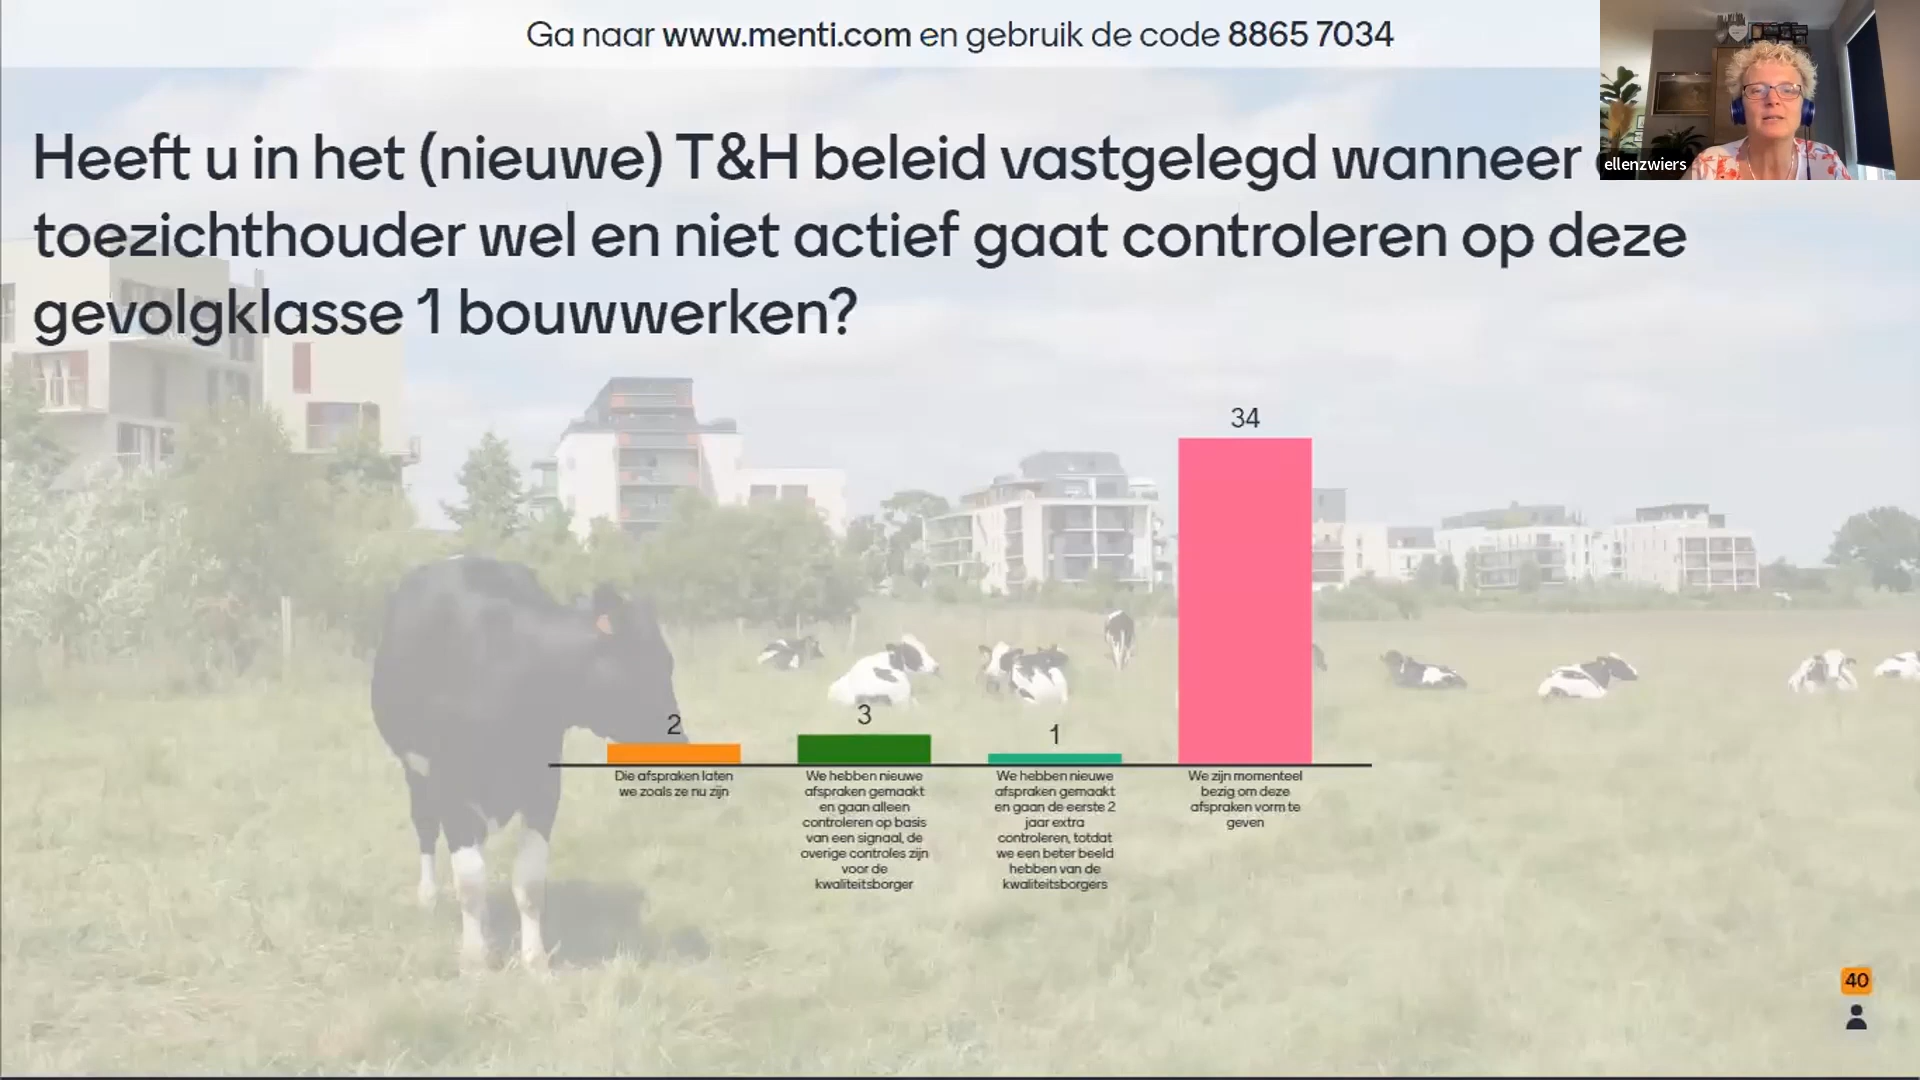 Ga naar www.menti.com en gebruik de code 8865 7034
Heeft u in het (nieuwe) T&H beleid vastgelegd wanneer
toezichthouder wel en niet actief gaat controleren op deze
gevolgklasse 1 bouwwerken?
ellenzwiers
34
2
3
1
Die afspraken laten
we zoals ze nu zijn
We hebben nieuwe
afspraken gemaakt
en gaan alleen
controleren op basis
van een signaal, de
overige controles zijn
voor de
kwaliteitsborger
We hebben nieuwe
afspraken gemaakt
en gaan de eerste 2
jaar extra
controleren, totdat
we een beter beeld
hebben van de
kwaliteitsborgers
We zijn momenteel
bezig om deze
afspraken vorm te
geven
40